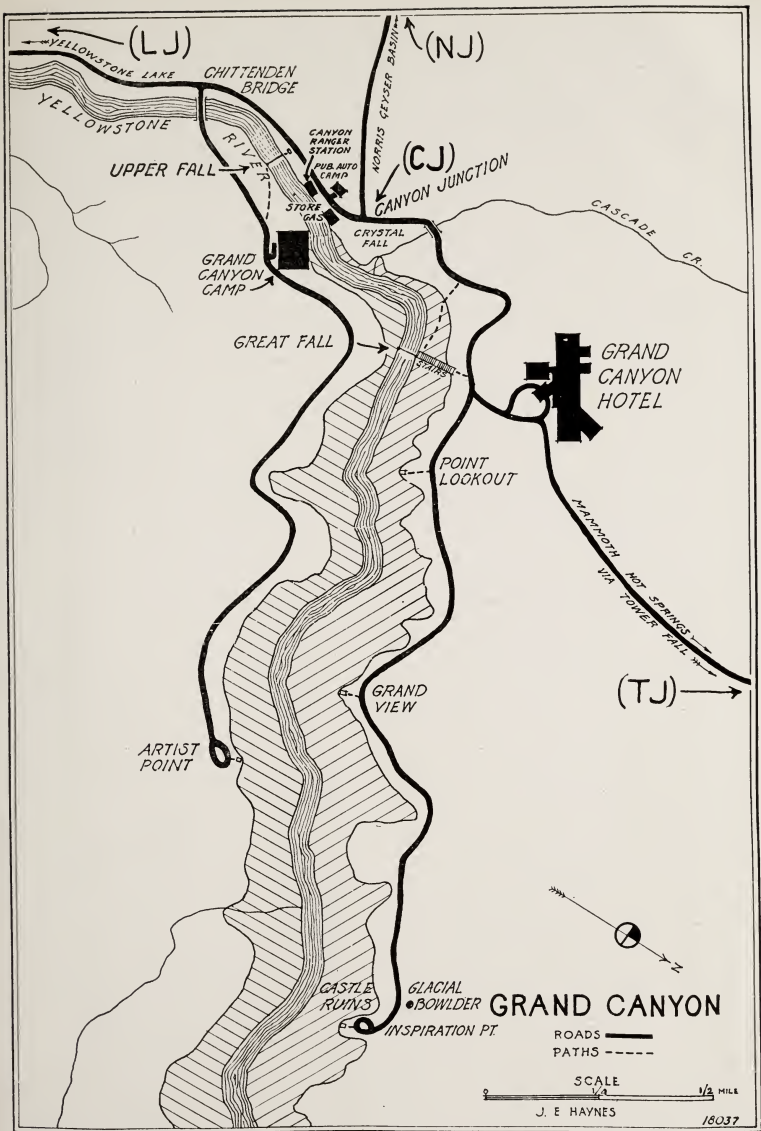 (LJ)
YELLOWSTONE LAKE
CHITTENDEN
BRIDGE
(NJ)
NORRIS GEYSER BASIN
YELLOWSTONE
RIVER
CANYON
RANGER
STATION
PUB. AUTO
CAMP
(CJ)
CANYON JUNCTION
UPPER FALL
STORE
GAS
CRYSTAL
FALL
CASCADE
CR.
GRAND
CANYON
CAMP
GREAT FALL
STAIRS
GRAND
CANYON
HOTEL
POINT
LOOKOUT
MAMMOTH HOT SPRINGS
VIA TOWER FALL
(TJ)
GRAND
VIEW
ARTIST
POINT
N
CASTLE
RUINS
GLACIAL
BOWLDER
INSPIRATION PT.
GRAND CANYON
ROADS
PATHS
SCALE
0 1/4 1/2 MILE
J. E HAYNES
18037